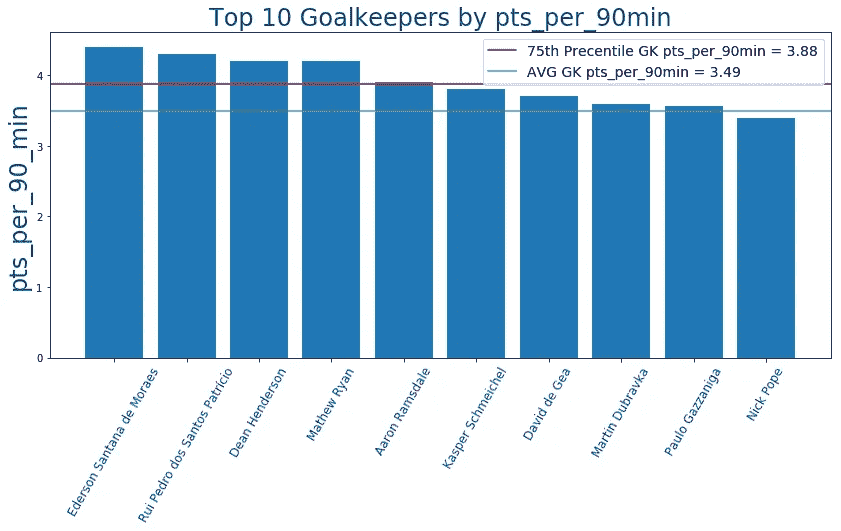 Top 10 Goalkeepers by pts_per_90min
75th Precentile GK pts_per_90min = 3.88
AVG GK pts_per_90min = 3.49
pts_per_90_min
4
3
2
1
0
Ederson Santana de Moraes
Rui Pedro dos Santos Patrício
Dean Henderson
Mathew Ryan
Aaron Ramsdale
Kasper Schmeichel
David de Gea
Martin Dubravka
Paulo Gazzaniga
Nick Pope